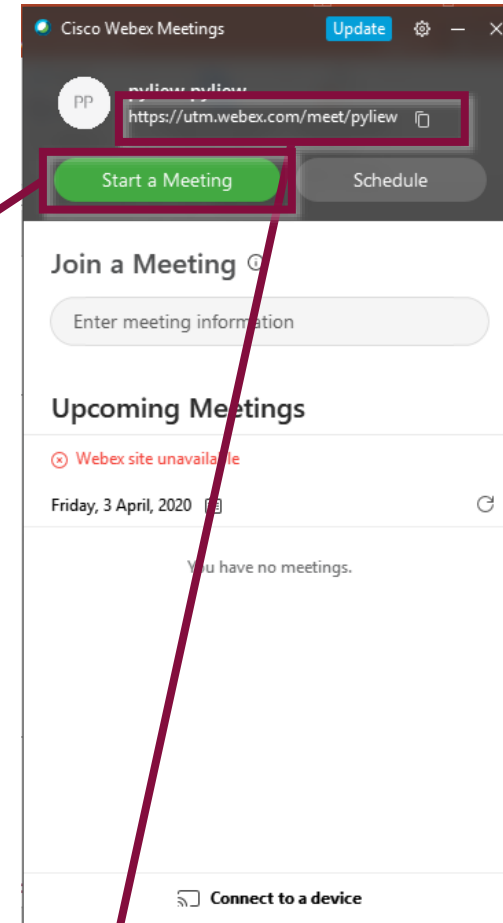 Cisco Webex Meetings Update
PP
pyliew pyliew
https://utm.webex.com/meet/pyliew
Start a Meeting Schedule
Join a Meeting
Enter meeting information
Upcoming Meetings
Webex site unavailable
Friday, 3 April, 2020
You have no meetings.
Connect to a device